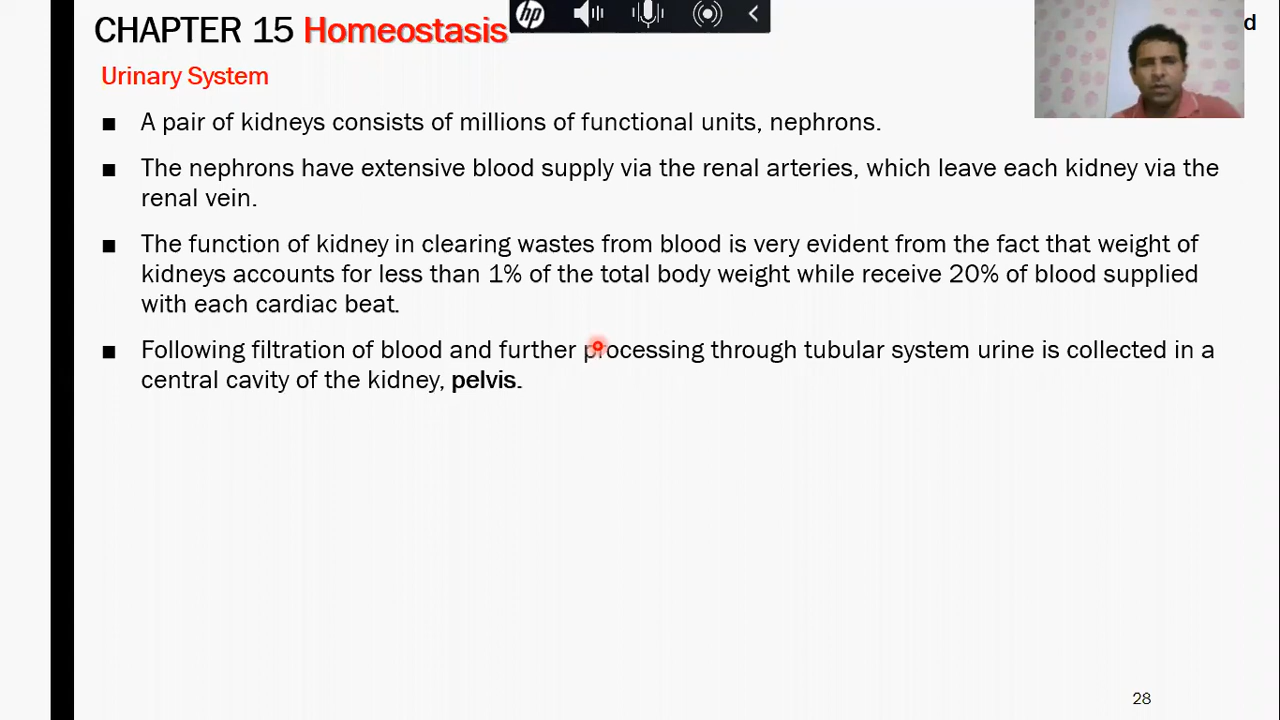 CHAPTER 15 Homeostasis
hp
d
Urinary System
■ A pair of kidneys consists of millions of functional units, nephrons.
■ The nephrons have extensive blood supply via the renal arteries, which leave each kidney via the
renal vein.
■ The function of kidney in clearing wastes from blood is very evident from the fact that weight of
kidneys accounts for less than 1% of the total body weight while receive 20% of blood supplied
with each cardiac beat.
■ Following filtration of blood and further processing through tubular system urine is collected in a
central cavity of the kidney, pelvis.
28